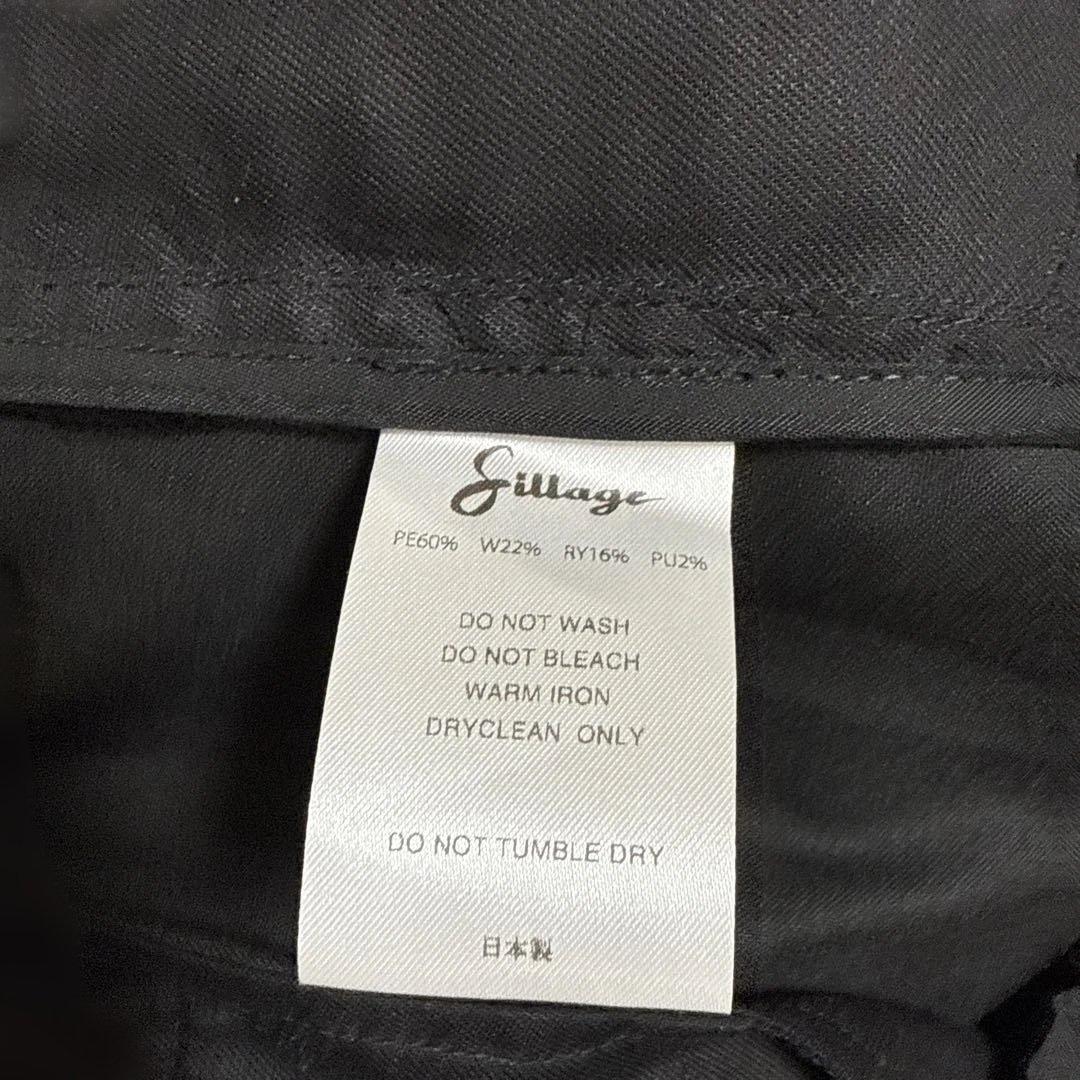 Sillage
PE60% W22% RY16% PU2%
DO NOT WASH
DO NOT BLEACH
WARM IRON
DRYCLEAN ONLY
DO NOT TUMBLE DRY
日本製